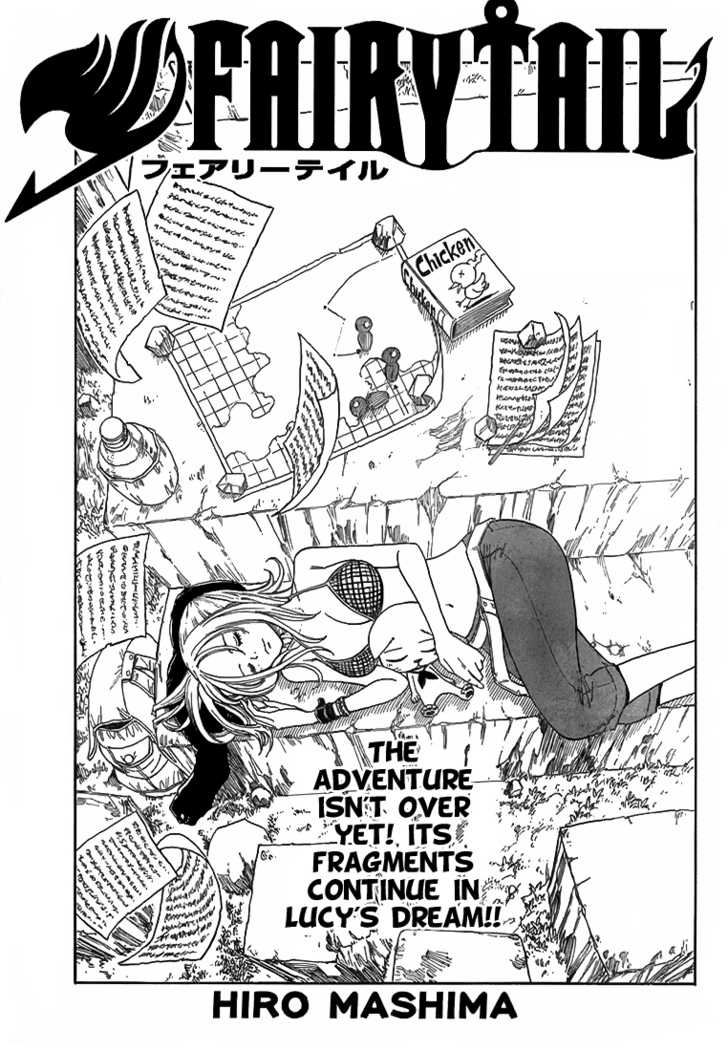 FAIRY TAIL
フェアリーテイル
Chicken
Chicken
THE
ADVENTURE
ISN'T OVER
YET! ITS
FRAGMENTS
CONTINUE IN
LUCY'S DREAM!!
HIRO MASHIMA